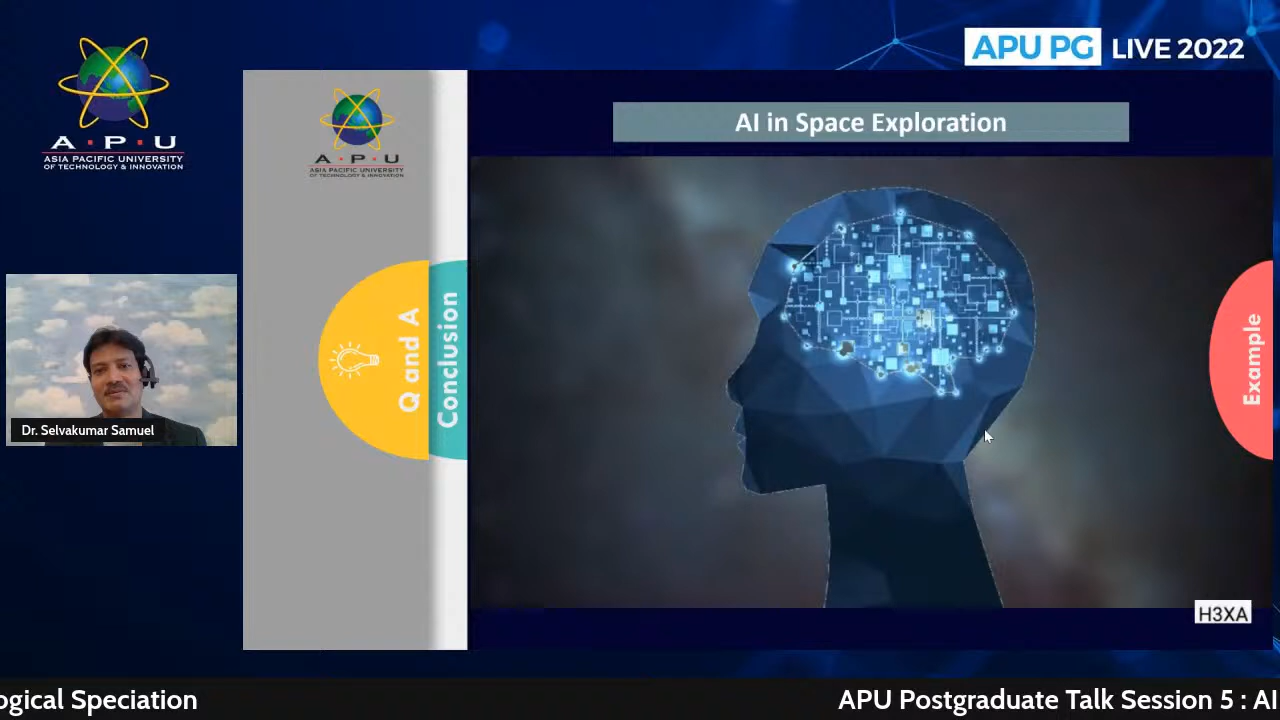 A·P·U
ASIA PACIFIC UNIVERSITY
OF TECHNOLOGY & INNOVATION
APU PG LIVE 2022
A·P·U
ASIA PACIFIC UNIVERSITY
OF TECHNOLOGY & INNOVATION
AI in Space Exploration
Q and A
Conclusion
Example
Dr. Selvakumar Samuel
H3XA
ogical Speciation
APU Postgraduate Talk Session 5 : AI